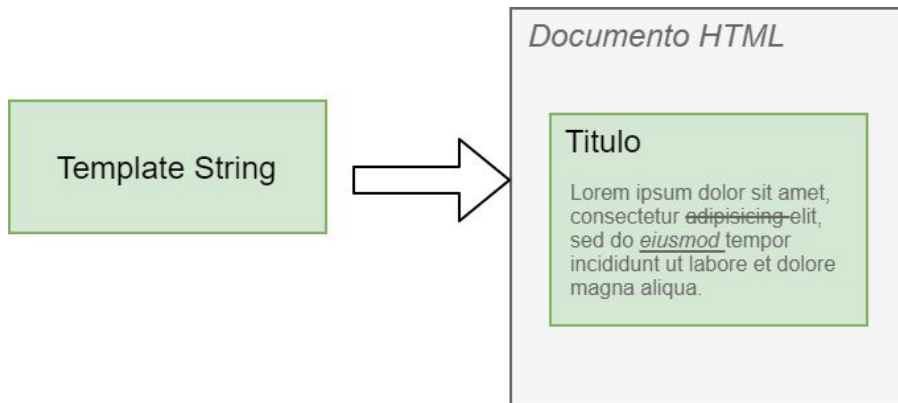 Template String
Documento HTML
Titulo
Lorem ipsum dolor sit amet,
consectetur adipisicing elit,
sed do eiusmod tempor
incididunt ut labore et dolore
magna aliqua.